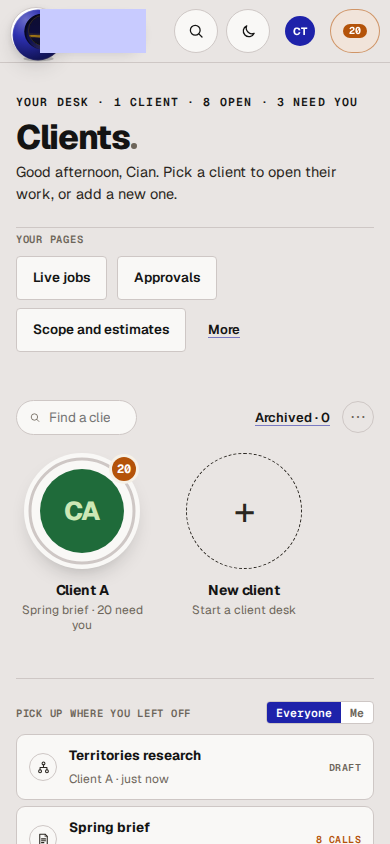 CT
20
YOUR DESK · 1 CLIENT · 8 OPEN · 3 NEED YOU
Clients.
Good afternoon, Cian. Pick a client to open their
work, or add a new one.
YOUR PAGES
Live jobs
Approvals
Scope and estimates
More
Find a clie
Archived · 0
20
CA
Client A
Spring brief · 20 need
you
New client
Start a client desk
PICK UP WHERE YOU LEFT OFF
Everyone
Me
Territories research
Client A · just now
DRAFT
Spring brief
8 CALLS